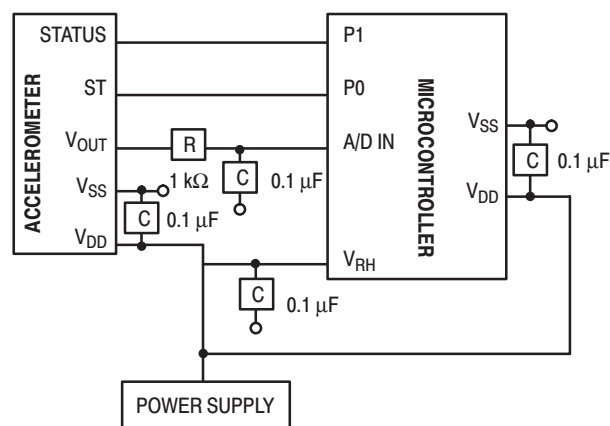 ACCELEROMETER
STATUS
ST
VOUT
VSS
VDD
R
1 kΩ
C
0.1 μF
C
0.1 μF
P1
P0
A/D IN
VRH
MICROCONTROLLER
VSS
VDD
C
0.1 μF
C
0.1 μF
POWER SUPPLY